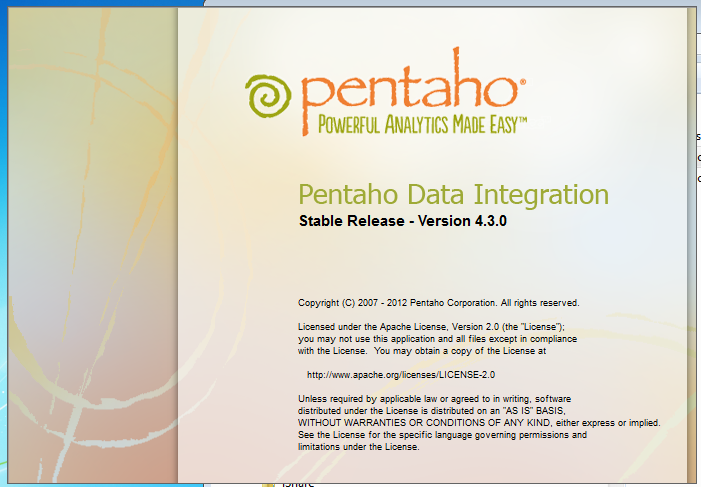 pentaho®
POWERFUL ANALYTICS MADE EASY™
Pentaho Data Integration
Stable Release - Version 4.3.0
Copyright (C) 2007 - 2012 Pentaho Corporation. All rights reserved.
Licensed under the Apache License, Version 2.0 (the "License");
you may not use this application and all files except in compliance
with the License. You may obtain a copy of the License at
http://www.apache.org/licenses/LICENSE-2.0
Unless required by applicable law or agreed to in writing, software
distributed under the License is distributed on an "AS IS" BASIS,
WITHOUT WARRANTIES OR CONDITIONS OF ANY KIND, either express or implied.
See the License for the specific language governing permissions and
limitations under the License.